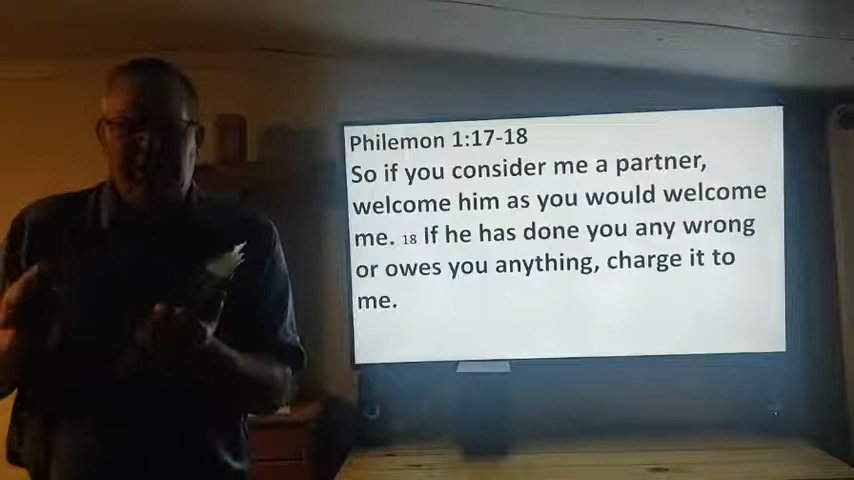 Philemon 1:17-18
So if you consider me a partner,
welcome him as you would welcome
me. 18 If he has done you any wrong
or owes you anything, charge it to
me.